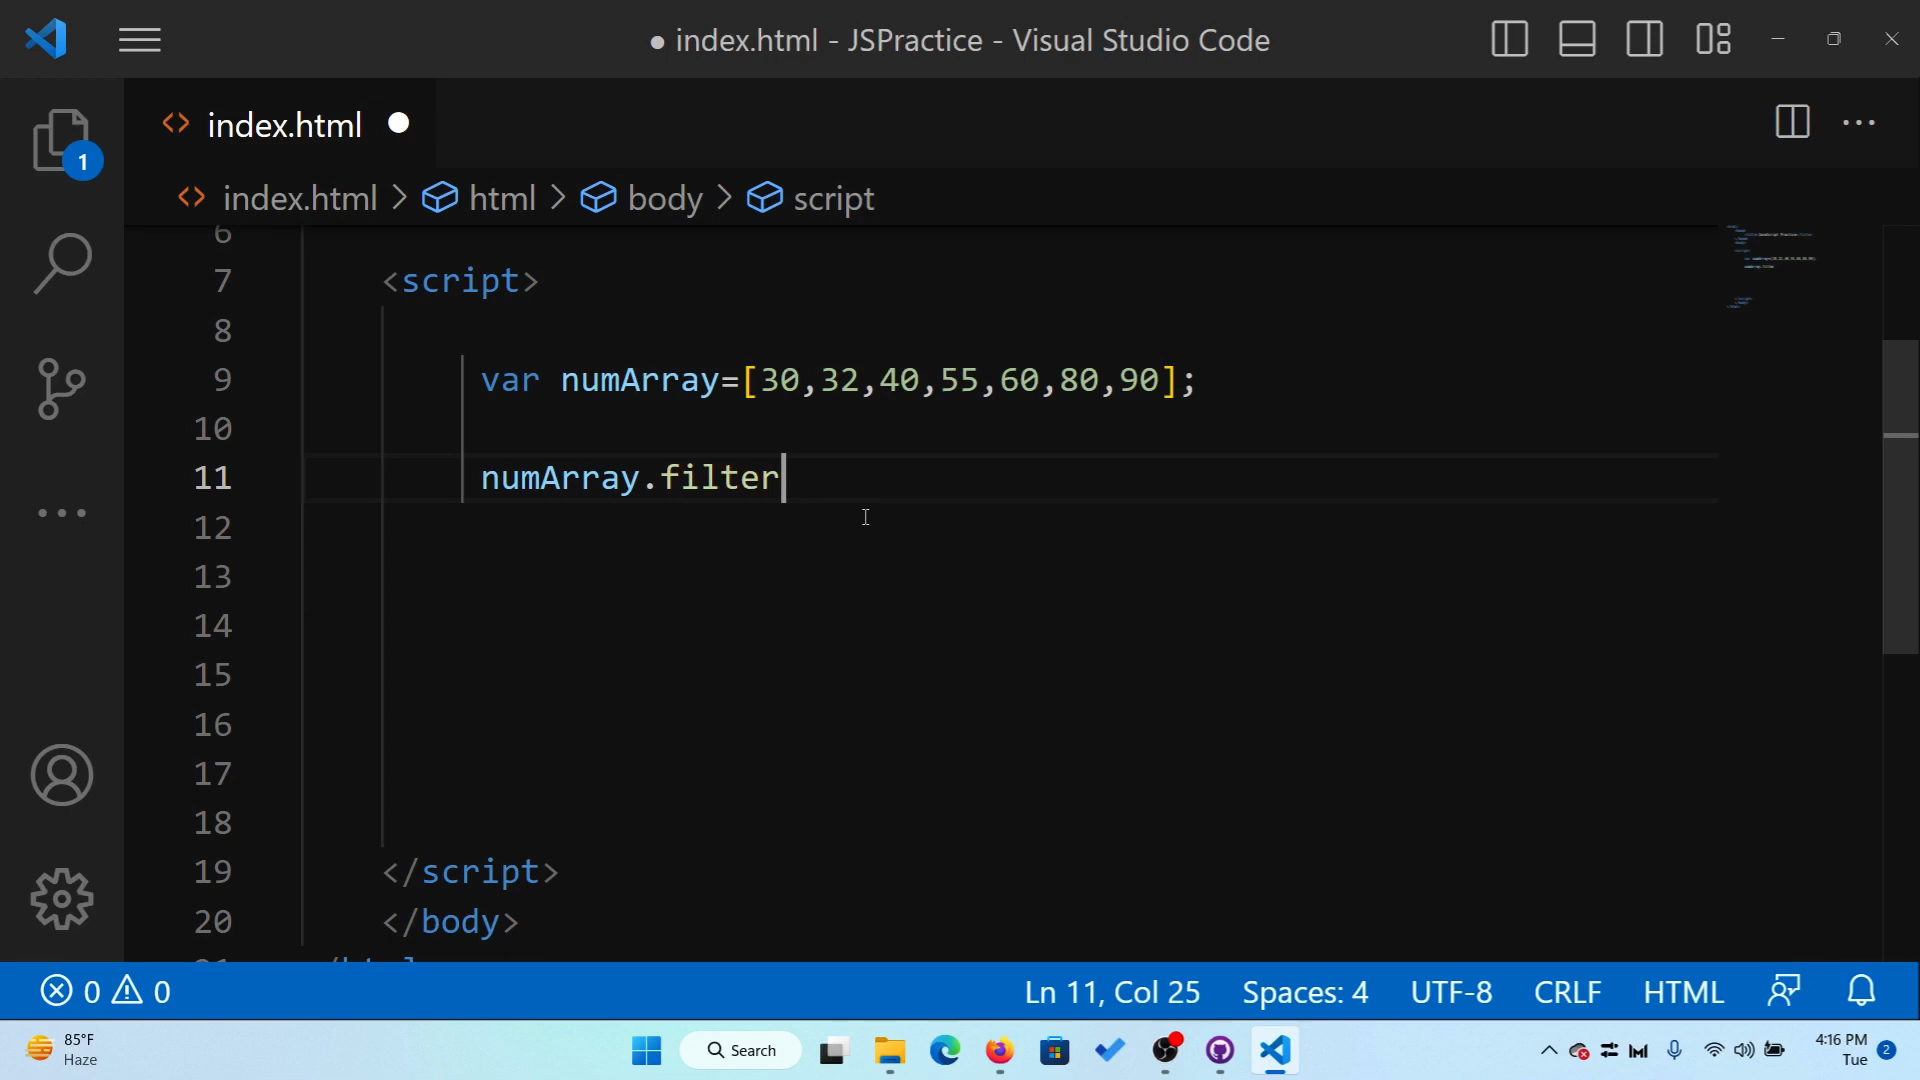 ● index.html - JSPractice - Visual Studio Code
index.html
1
index.html > html > body > script
6
7 <script>
8
9 var numArray=[30,32,40,55,60,80,90];
10
11 numArray.filter
12
13
14
15
16
17
18
19 </script>
20 </body>
0 0
Ln 11, Col 25 Spaces: 4 UTF-8 CRLF HTML
85°F
Haze
Search
4:16 PM
Tue
2